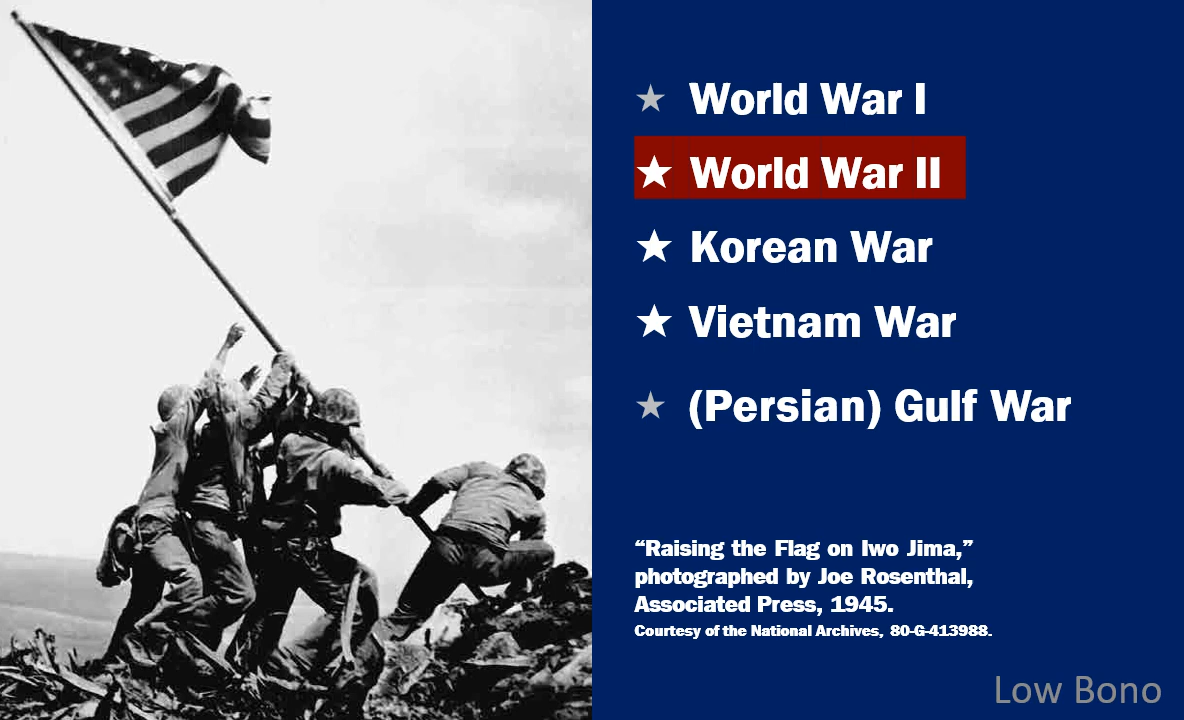 World War I
World War II
Korean War
Vietnam War
(Persian) Gulf War
“Raising the Flag on Iwo Jima,”
photographed by Joe Rosenthal,
Associated Press, 1945.
Courtesy of the National Archives, 80-G-413988.
Low Bono